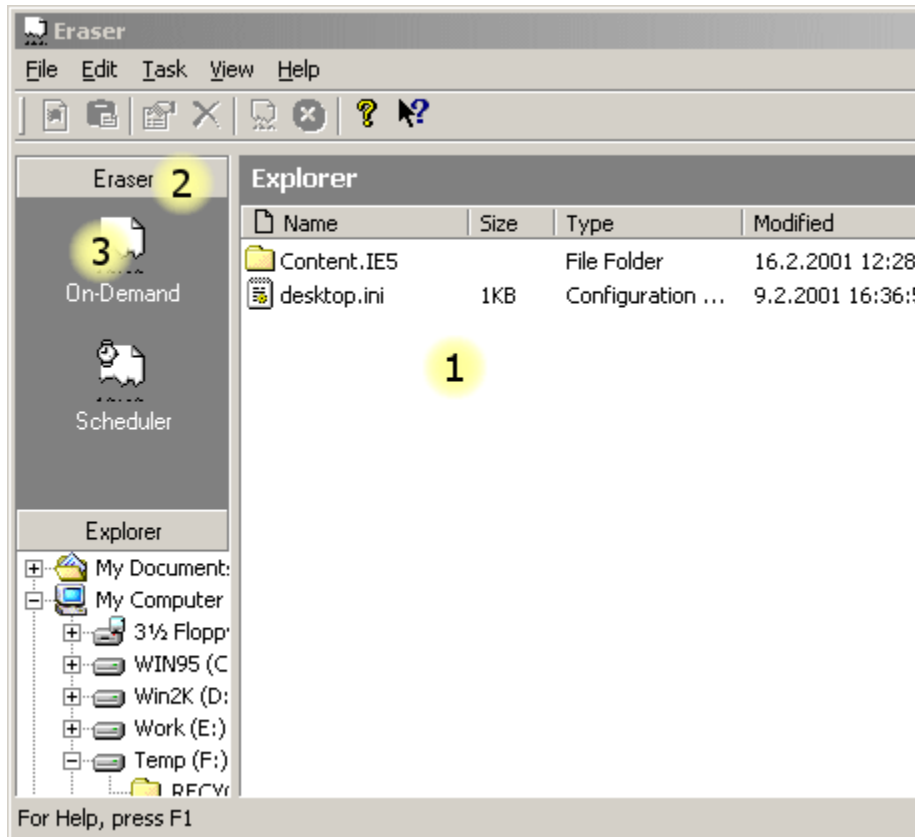 Eraser
File Edit Task View Help
Eraser 2
3
On-Demand
Scheduler
Explorer
Name Size Type Modified
Content.IE5 File Folder 16.2.2001 12:28
desktop.ini 1KB Configuration ... 9.2.2001 16:36:
1
Explorer
My Document
My Computer
3½ Flopp
WIN95 (C
Win2K (D:
Work (E:)
Temp (F:)
RECY
For Help, press F1